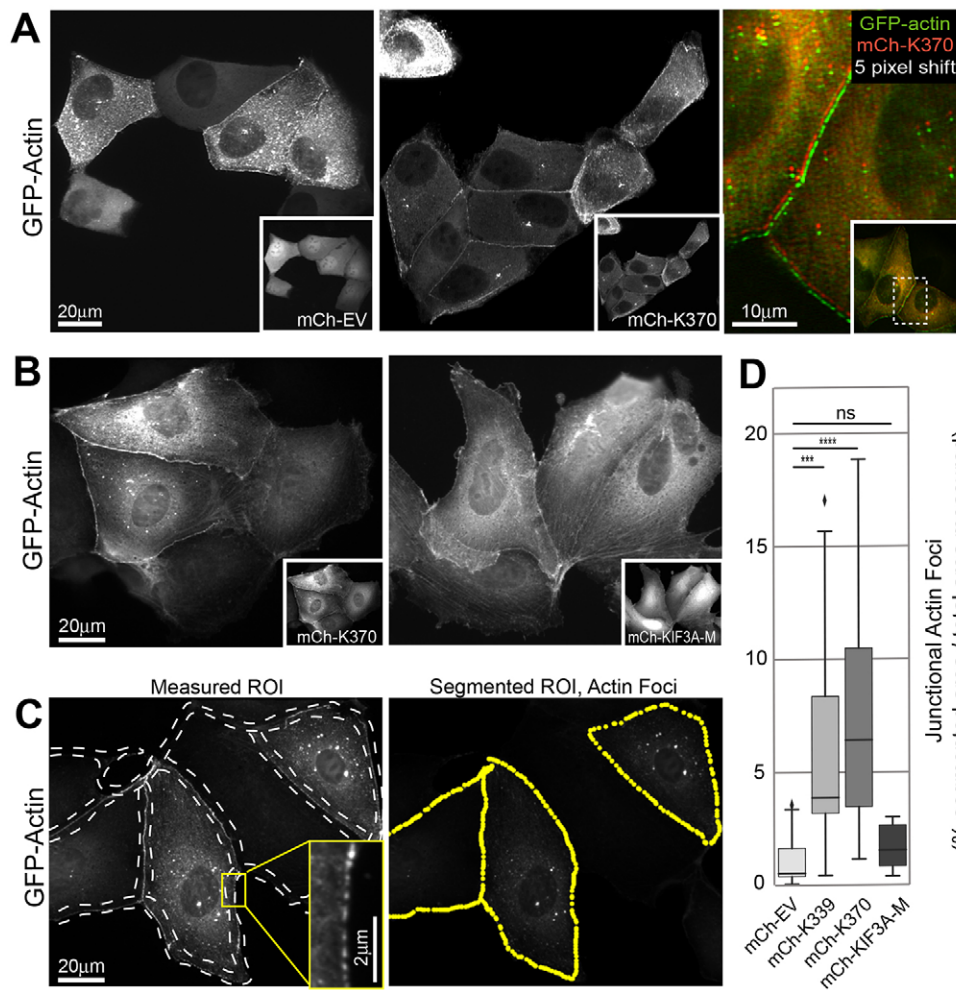 A
GFP-Actin
20μm
mCh-EV
mCh-K370
GFP-actin
mCh-K370
5 pixel shift
10μm
B
GFP-Actin
20μm
mCh-K370
mCh-KIF3A-M
C
Measured ROI
Segmented ROI, Actin Foci
GFP-Actin
20μm
2μm
D
ns
****
***
20
15
10
5
0
mCh-EV
mCh-K339
mCh-K370
mCh-KIF3A-M
Junctional Actin Foci